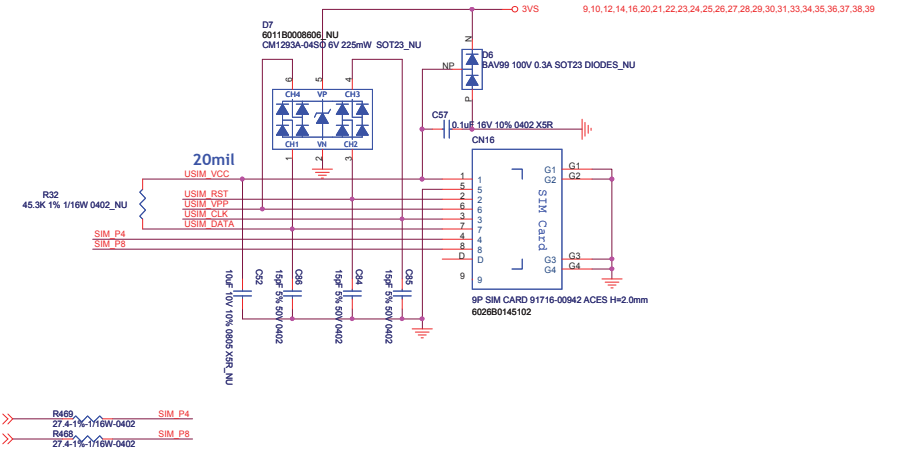 3VS
9,10,12,14,16,20,21,22,23,24,25,26,27,28,29,30,31,33,34,35,36,37,38,39
D7
6011B0008606_NU
CM1293A-04SO 6V 225mW SOT23_NU
6 5 4
CH4 VP CH3
CH1 VN CH2
1 2 3
N
NP
P
D6
BAV99 100V 0.3A SOT23 DIODES_NU
C57
0.1uF 16V 10% 0402 X5R
CN16
20mil
R32
45.3K 1% 1/16W 0402_NU
USIM_VCC
USIM_RST
USIM_VPP
USIM_CLK
USIM_DATA
SIM_P4
SIM_P8
1 1
5 5
2 2
6 6
3 3
7 7
4 4
8 8
D D
9 9
SIM Card
G1 G1
G2 G2
G3 G3
G4 G4
9P SIM CARD 91716-00942 ACES H=2.0mm
6026B0145102
C52
10uF 10V 10% 0805 X5R_NU
C86
15pF 5% 50V 0402
C84
15pF 5% 50V 0402
C85
15pF 5% 50V 0402
R469
27.4-1%-1/16W-0402
SIM_P4
R468
27.4-1%-1/16W-0402
SIM_P8